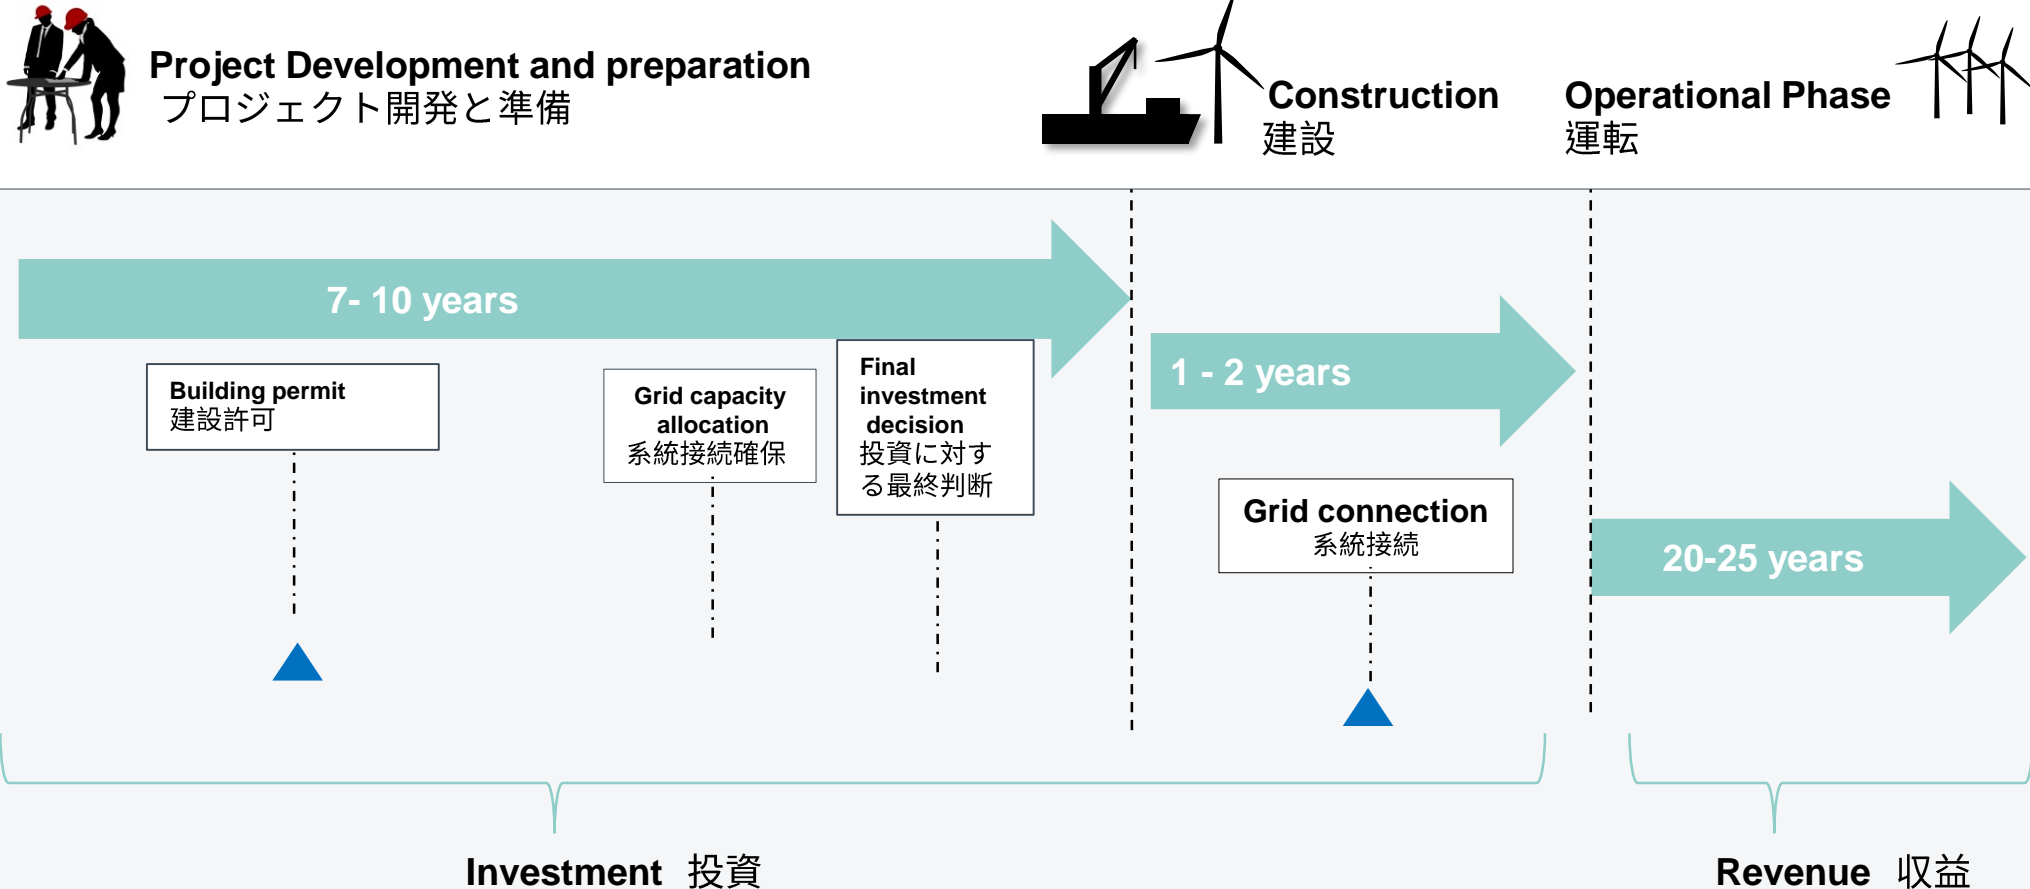 Project Development and preparation
プロジェクト開発と準備
Construction
建設
Operational Phase
運転
7- 10 years
1 - 2 years
20-25 years
Building permit
建設許可
Grid capacity
allocation
系統接続確保
Final
investment
decision
投資に対す
る最終判断
Grid connection
系統接続
Investment 投資
Revenue 収益